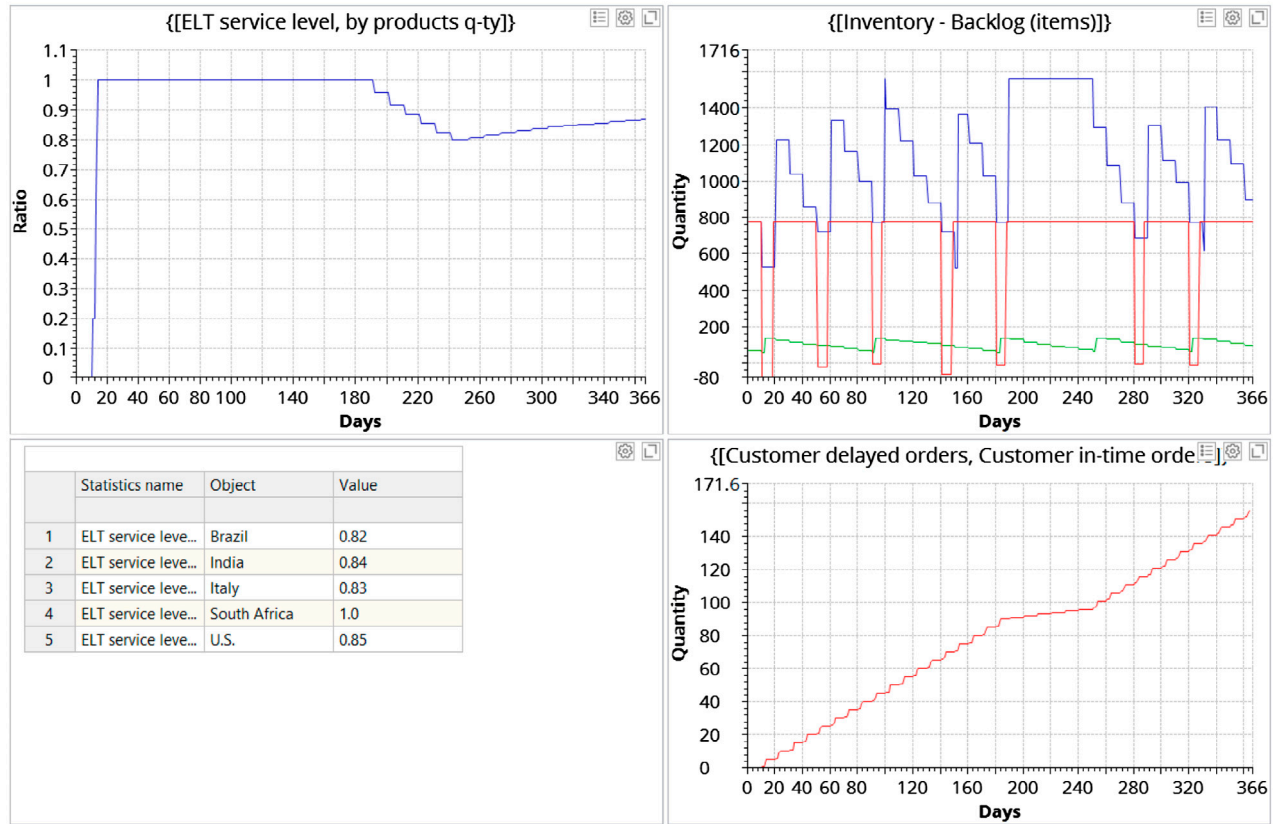 {[ELT service level, by products q-ty]}
1.1
1
0.9
0.8
0.7
0.6
0.5
0.4
0.3
0.2
0.1
0
Ratio
0 20 40 60 80 100 140 180 220 260 300 340 366
Days
{[Inventory - Backlog (items)]}
1716
1400
1200
1000
800
600
400
200
-80
Quantity
0 20 40 60 80 120 160 200 240 280 320 366
Days
Statistics name Object Value
1 ELT service leve... Brazil 0.82
2 ELT service leve... India 0.84
3 ELT service leve... Italy 0.83
4 ELT service leve... South Africa 1.0
5 ELT service leve... U.S. 0.85
{[Customer delayed orders, Customer in-time orde
171.6
140
120
100
80
60
40
20
0
Quantity
0 20 40 60 80 120 160 200 240 280 320 366
Days